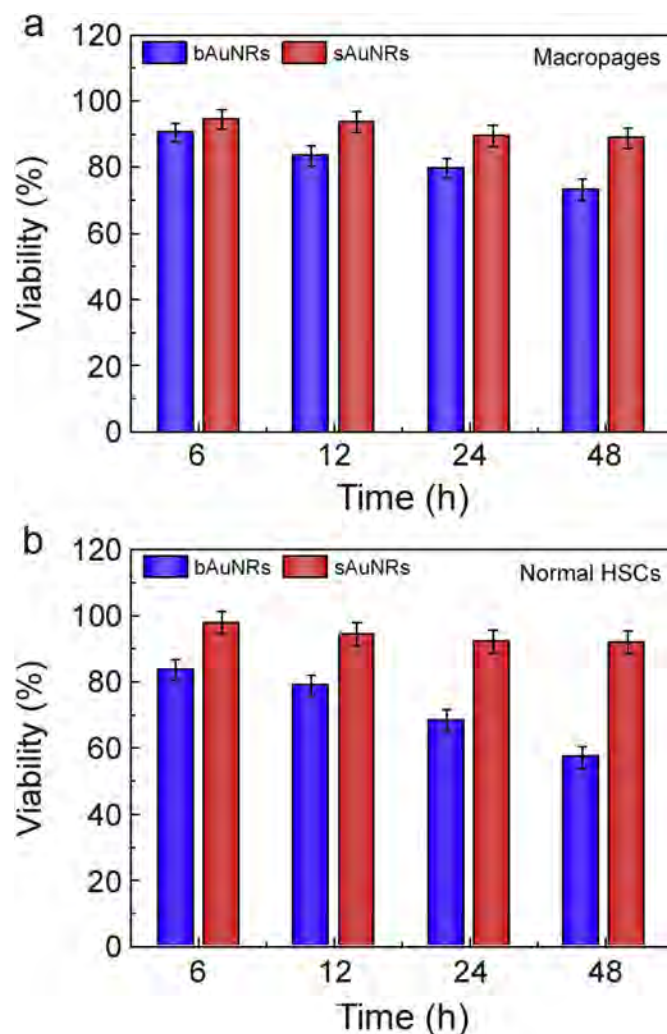 a
120
bAuNRs
sAuNRs
Macropages
100
80
60
40
20
0
Viability (%)
6
12
24
48
Time (h)
b
120
bAuNRs
sAuNRs
Normal HSCs
100
80
60
40
20
0
Viability (%)
6
12
24
48
Time (h)